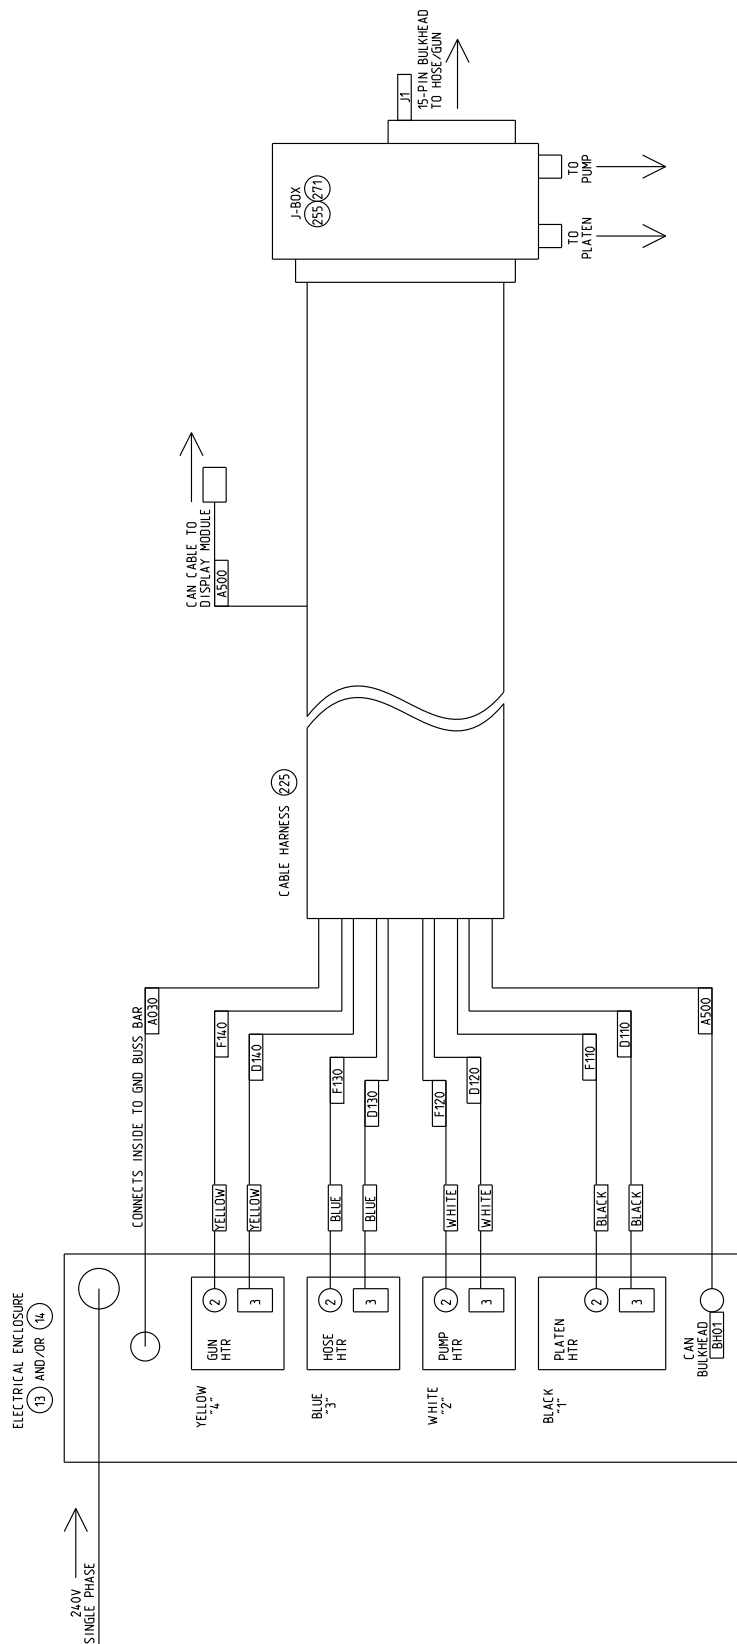 240V
SINGLE PHASE
ELECTRICAL ENCLOSURE
13 AND/OR 14
CONNECTS INSIDE TO GND BUSS BAR
A030
YELLOW
"4"
GUN
HTR
2
3
YELLOW
YELLOW
F140
D140
BLUE
"3"
HOSE
HTR
2
3
BLUE
BLUE
F130
D130
WHITE
"2"
PUMP
HTR
2
3
WHITE
WHITE
F120
D120
BLACK
"1"
PLATEN
HTR
2
3
BLACK
BLACK
F110
D110
CAN
BULKHEAD
BH01
A500
CABLE HARNESS 225
CAN CABLE TO
DISPLAY MODULE
A500
J-BOX
255 271
J1
15-PIN BULKHEAD
TO HOSE/GUN
TO
PLATEN
TO
PUMP